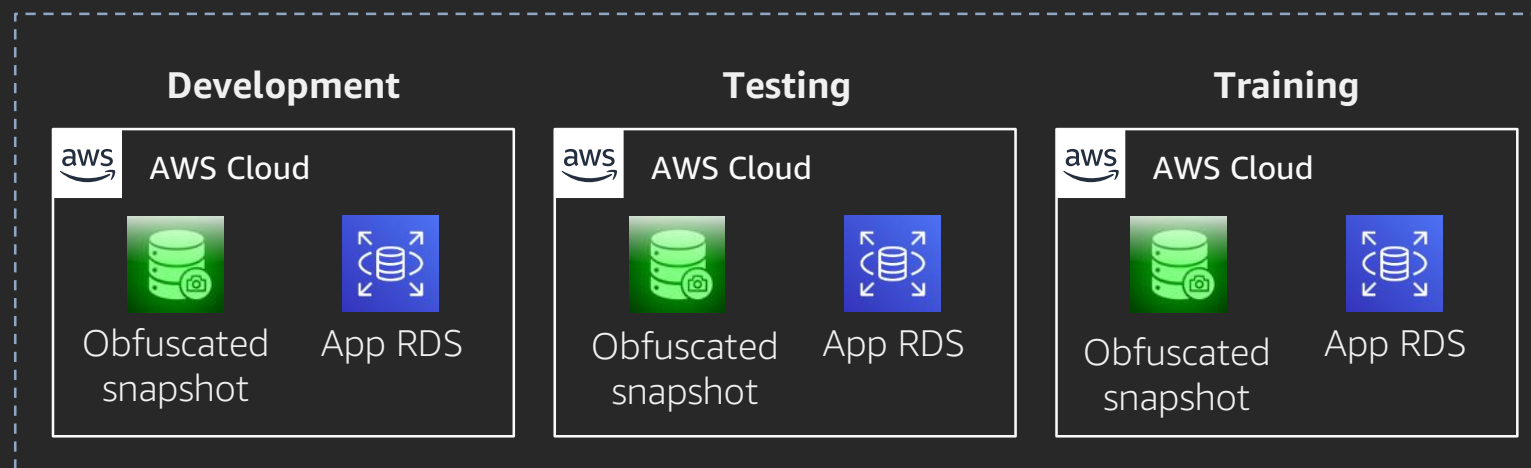 Development
aws
AWS Cloud
Obfuscated
snapshot
App RDS
Testing
aws
AWS Cloud
Obfuscated
snapshot
App RDS
Training
aws
AWS Cloud
Obfuscated
snapshot
App RDS